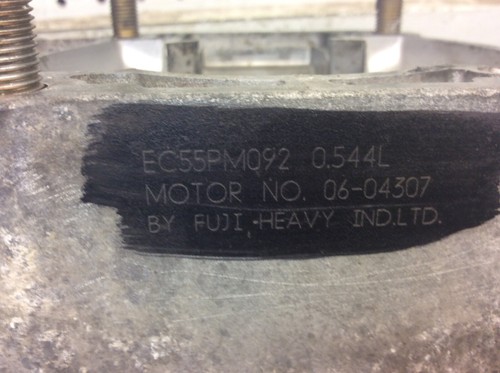 EC55PM092 0.544L
MOTOR NO. 06-04307
BY FUJI HEAVY IND.LTD.